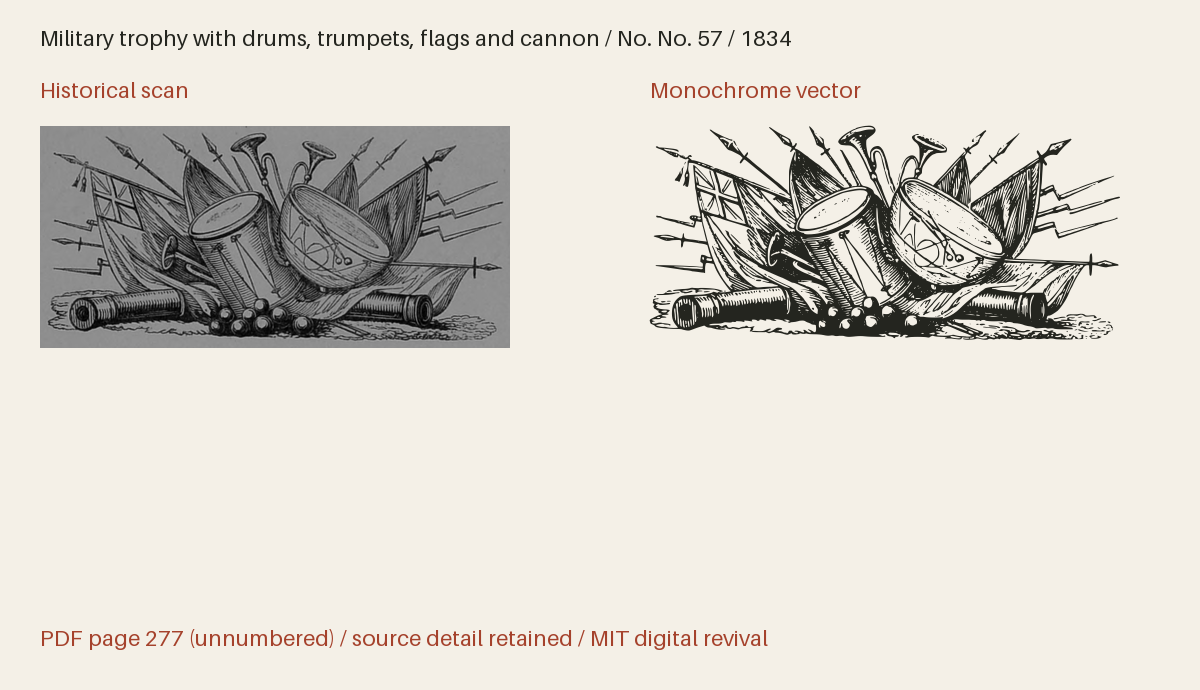 Military trophy with drums, trumpets, flags and cannon / No. No. 57 / 1834
Historical scan
Monochrome vector
PDF page 277 (unnumbered) / source detail retained / MIT digital revival